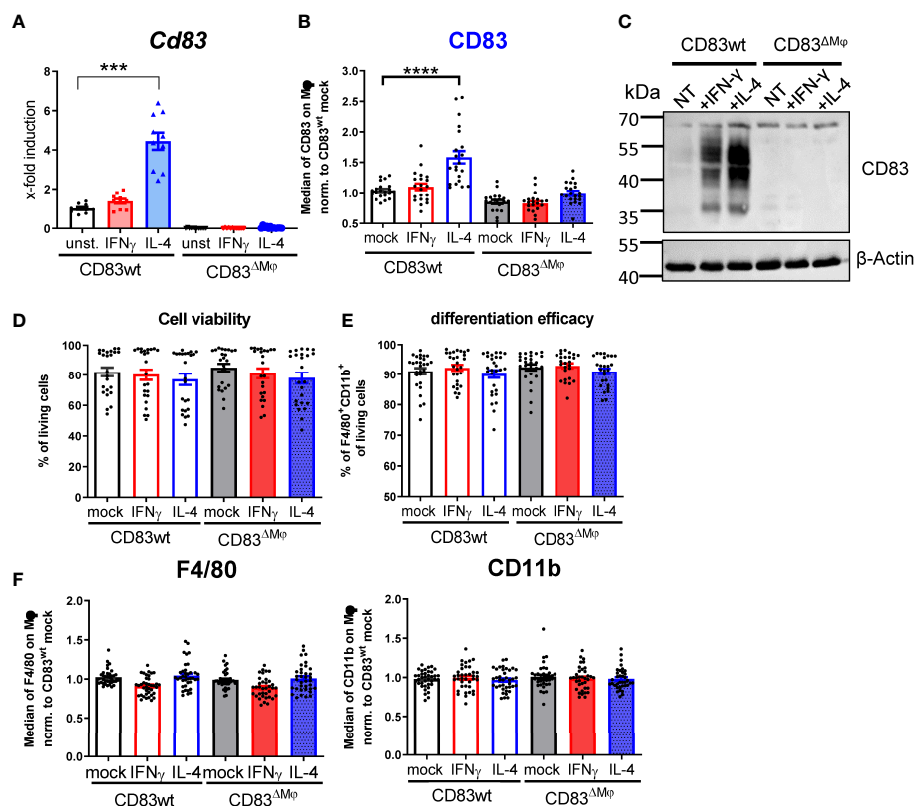 A
Cd83
***
x-fold induction
8
6
4
2
0
unst. IFNγ IL-4 unst IFNγ IL-4
CD83wt CD83ΔMφ
B
CD83
****
Median of CD83 on Mφ
norm. to CD83wt mock
3.0
2.5
2.0
1.5
1.0
0.5
mock IFNγ IL-4 mock IFNγ IL-4
CD83wt CD83ΔMφ
C
CD83wt CD83ΔMφ
kDa NT +IFN-γ +IL-4 NT +IFN-γ +IL-4
70
55
40
35
CD83
55
40
β-Actin
D
Cell viability
% of living cells
100
80
60
40
20
0
mock IFNγ IL-4 mock IFNγ IL-4
CD83wt CD83ΔMφ
E
differentiation efficacy
% of F4/80+CD11b+
of living cells
100
90
80
70
60
50
mock IFNγ IL-4 mock IFNγ IL-4
CD83wt CD83ΔMφ
F
F4/80
Median of F4/80 on Mφ
norm. to CD83wt mock
2.0
1.5
1.0
0.5
0.0
mock IFNγ IL-4 mock IFNγ IL-4
CD83wt CD83ΔMφ
CD11b
Median of CD11b on Mφ
norm. to CD83wt mock
2.0
1.5
1.0
0.5
0.0
mock IFNγ IL-4 mock IFNγ IL-4
CD83wt CD83ΔMφ